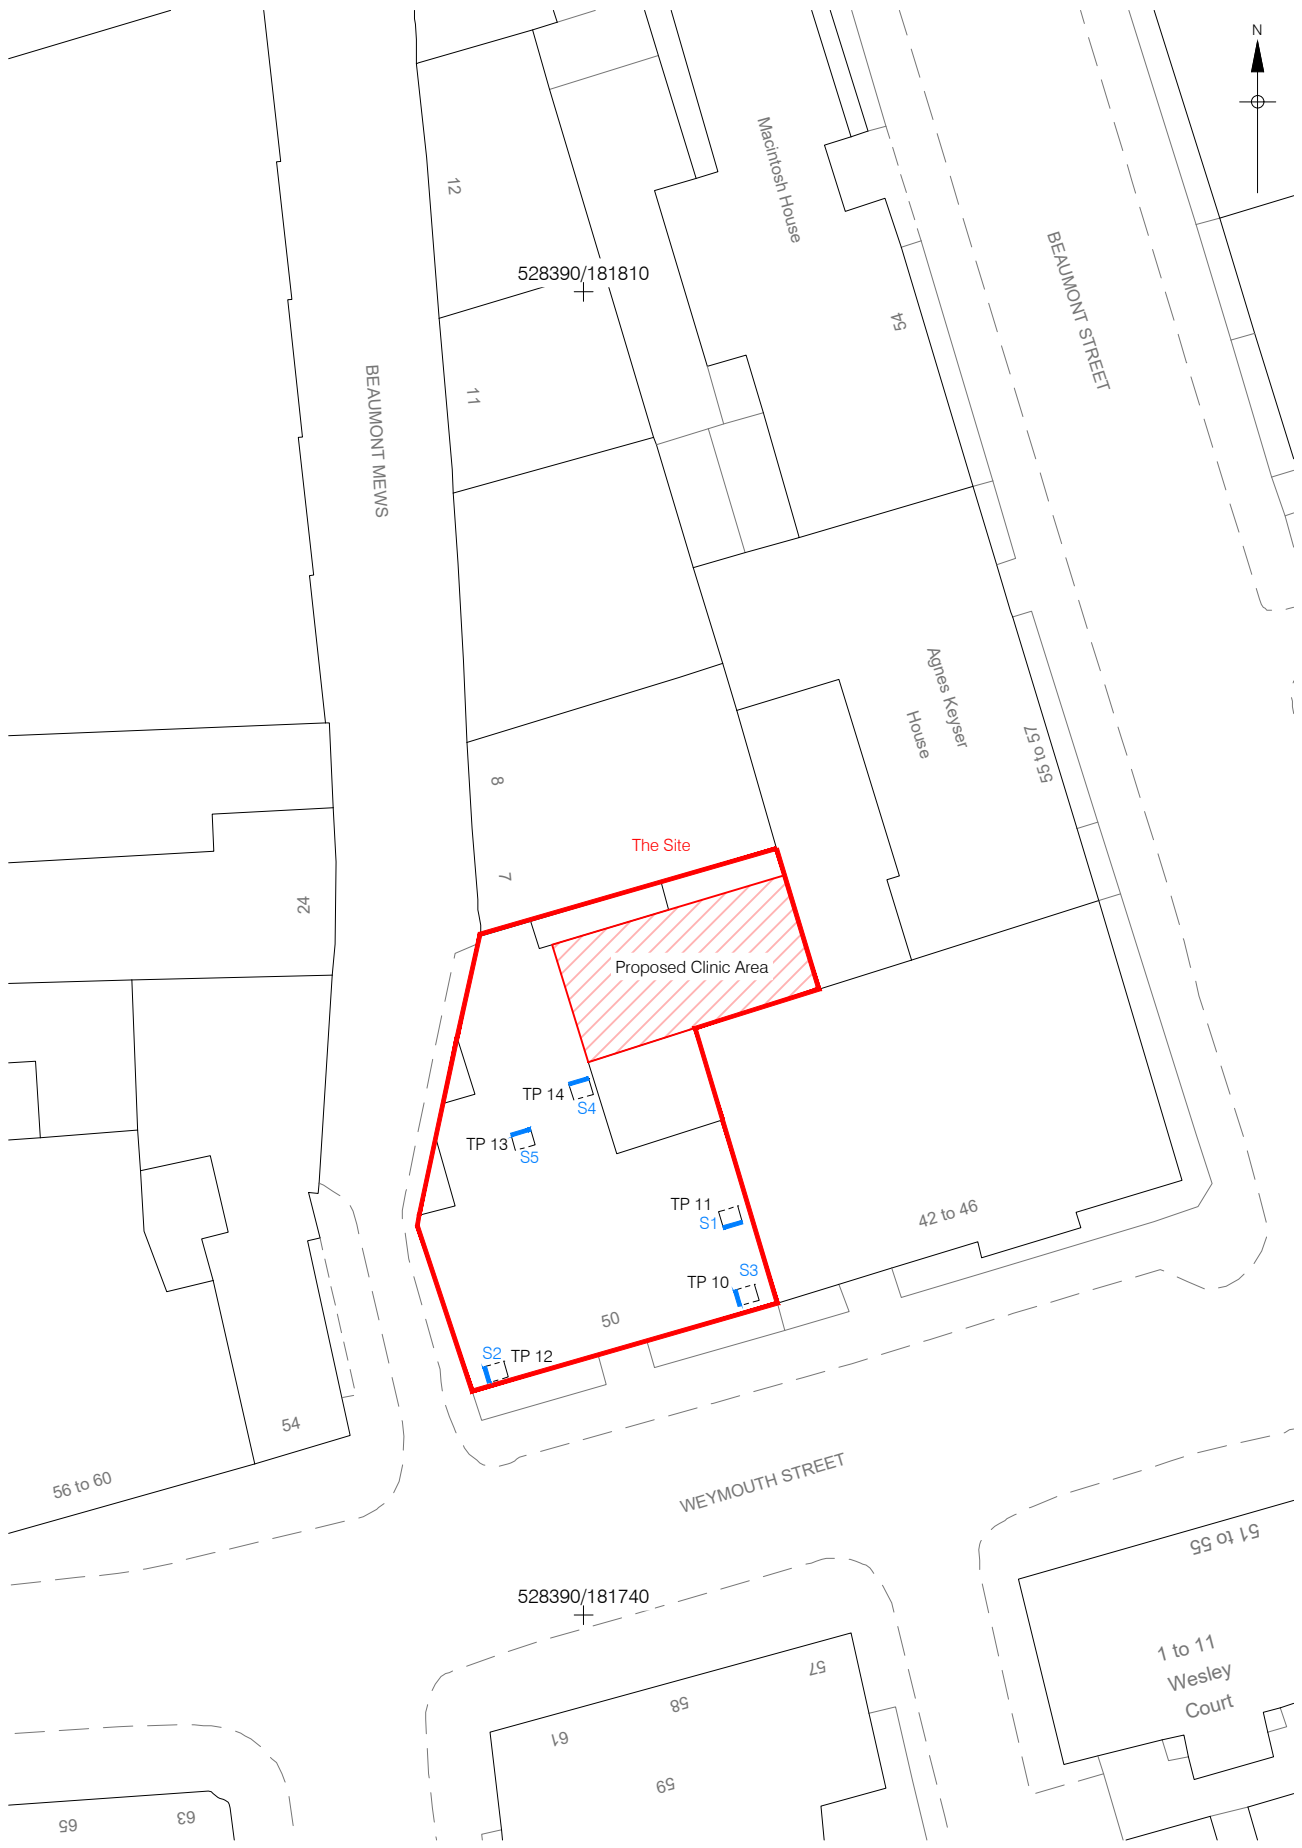 N
12
Macintosh House
528390/181810
BEAUMONT STREET
54
BEAUMONT MEWS
11
Agnes Keyser
House
55 to 57
8
The Site
7
24
Proposed Clinic Area
TP 14
S4
TP 13
S5
TP 11
S1
42 to 46
S3
TP 10
50
S2
TP 12
54
56 to 60
WEYMOUTH STREET
51 to 55
528390/181740
1 to 11
Wesley
Court
57
58
61
59
63
65